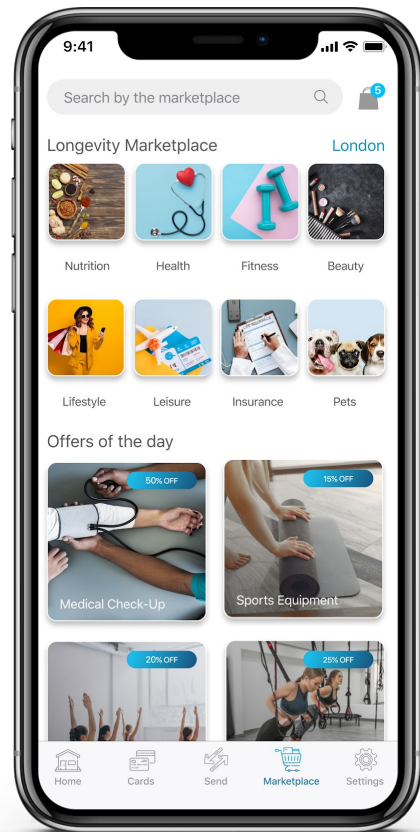 9:41
Search by the marketplace
5
Longevity Marketplace London
Nutrition Health Fitness Beauty
Lifestyle Leisure Insurance Pets
Offers of the day
50% OFF 15% OFF
Medical Check-Up Sports Equipment
20% OFF 25% OFF
Home Cards Send Marketplace Settings